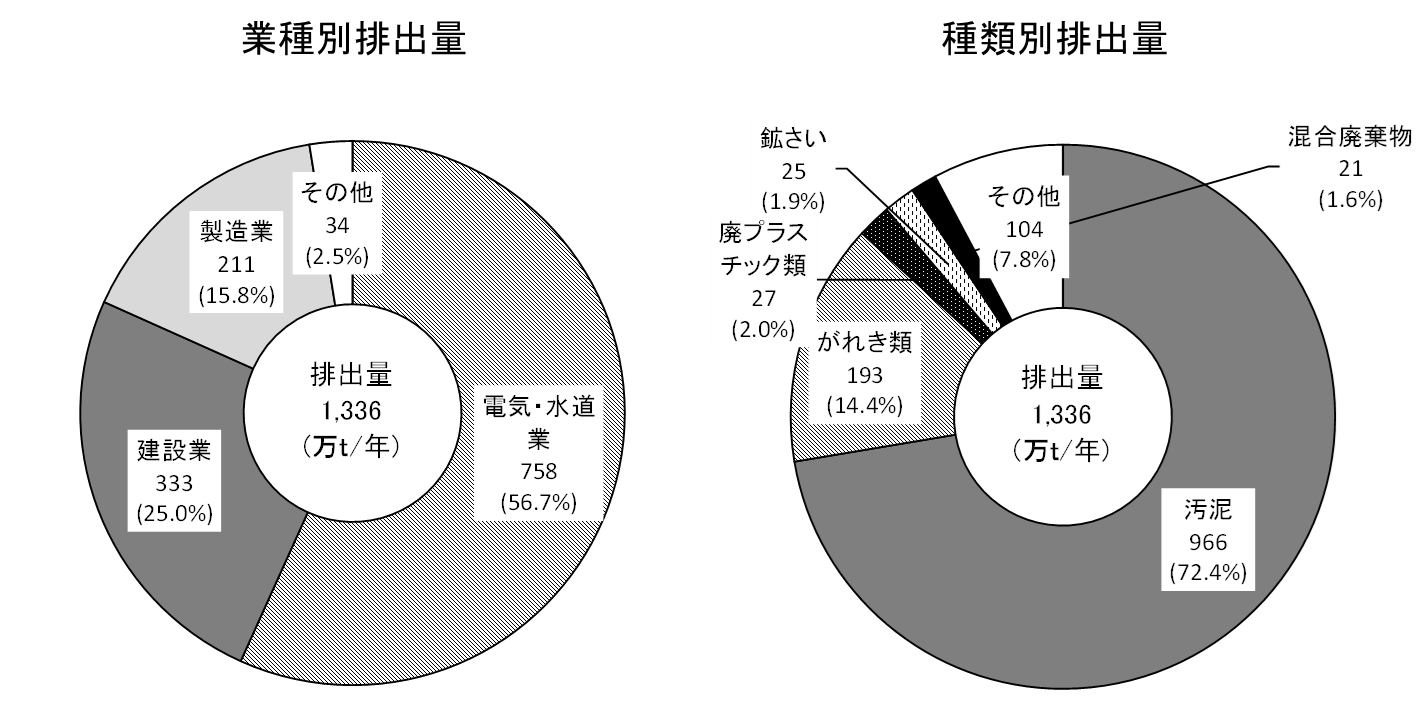 業種別排出量
その他
34
(2.5%)
製造業
211
(15.8%)
建設業
333
(25.0%)
電気・水道
業
758
(56.7%)
排出量
1,336
（万t/年）
種類別排出量
鉱さい
25
(1.9%)
廃プラス
チック類
27
(2.0%)
がれき類
193
(14.4%)
その他
104
(7.8%)
混合廃棄物
21
(1.6%)
排出量
1,336
（万t/年）
汚泥
966
(72.4%)